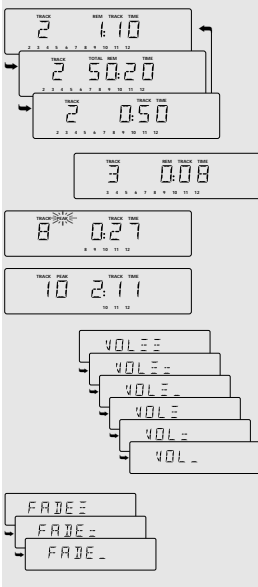 TRACK REM TRACK TIME
2 1:10
2 3 4 5 6 7 8 9 10 11 12
TRACK TOTAL REM TIME
2 50:20
2 3 4 5 6 7 8 9 10 11 12
TRACK TRACK TIME
2 0:50
2 3 4 5 6 7 8 9 10 11 12
TRACK REM TRACK TIME
3 0:08
3 4 5 6 7 8 9 10 11 12
TRACK PEAK TRACK TIME
8 0:27
8 9 10 11 12
TRACK PEAK TRACK TIME
10 2:11
10 11 12
VOL
VOL
VOL
VOL
VOL
VOL
FADE
FADE
FADE